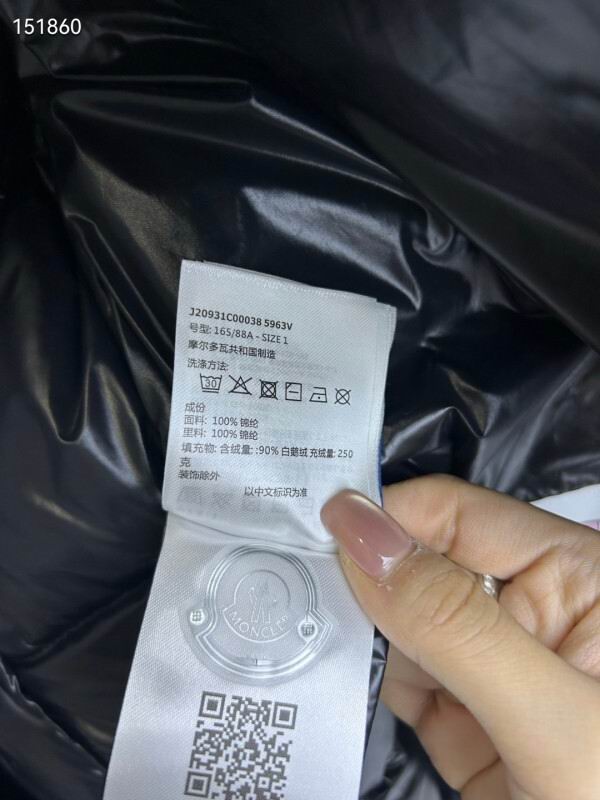 151860
J20931C00038 5963V
号型: 165/88A - SIZE 1
摩尔多瓦共和国制造
洗涤方法:
30
成份
面料: 100% 锦纶
里料: 100% 锦纶
填充物: 含绒量: :90% 白鹅绒 充绒量: 250
克
装饰除外
以中文标识为准
MONCLER